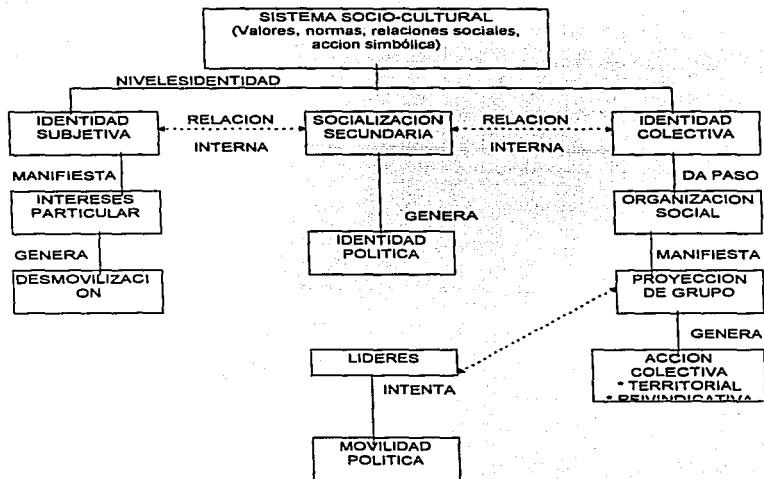 SISTEMA SOCIO-CULTURAL
(Valores, normas, relaciones sociales,
accion simbólica)
NIVELESIDENTIDAD
IDENTIDAD
SUBJETIVA
RELACION
INTERNA
SOCIALIZACION
SECUNDARIA
RELACION
INTERNA
IDENTIDAD
COLECTIVA
MANIFIESTA
DA PASO
INTERESES
PARTICULAR
ORGANIZACION
SOCIAL
GENERA
IDENTIDAD
POLITICA
GENERA
MANIFIESTA
DESMOVILIZACI
ON
PROYECCION
DE GRUPO
GENERA
LIDERES
INTENTA
ACCION
COLECTIVA
* TERRITORIAL
* REIVINDICATIVA
MOVILIDAD
POLITICA